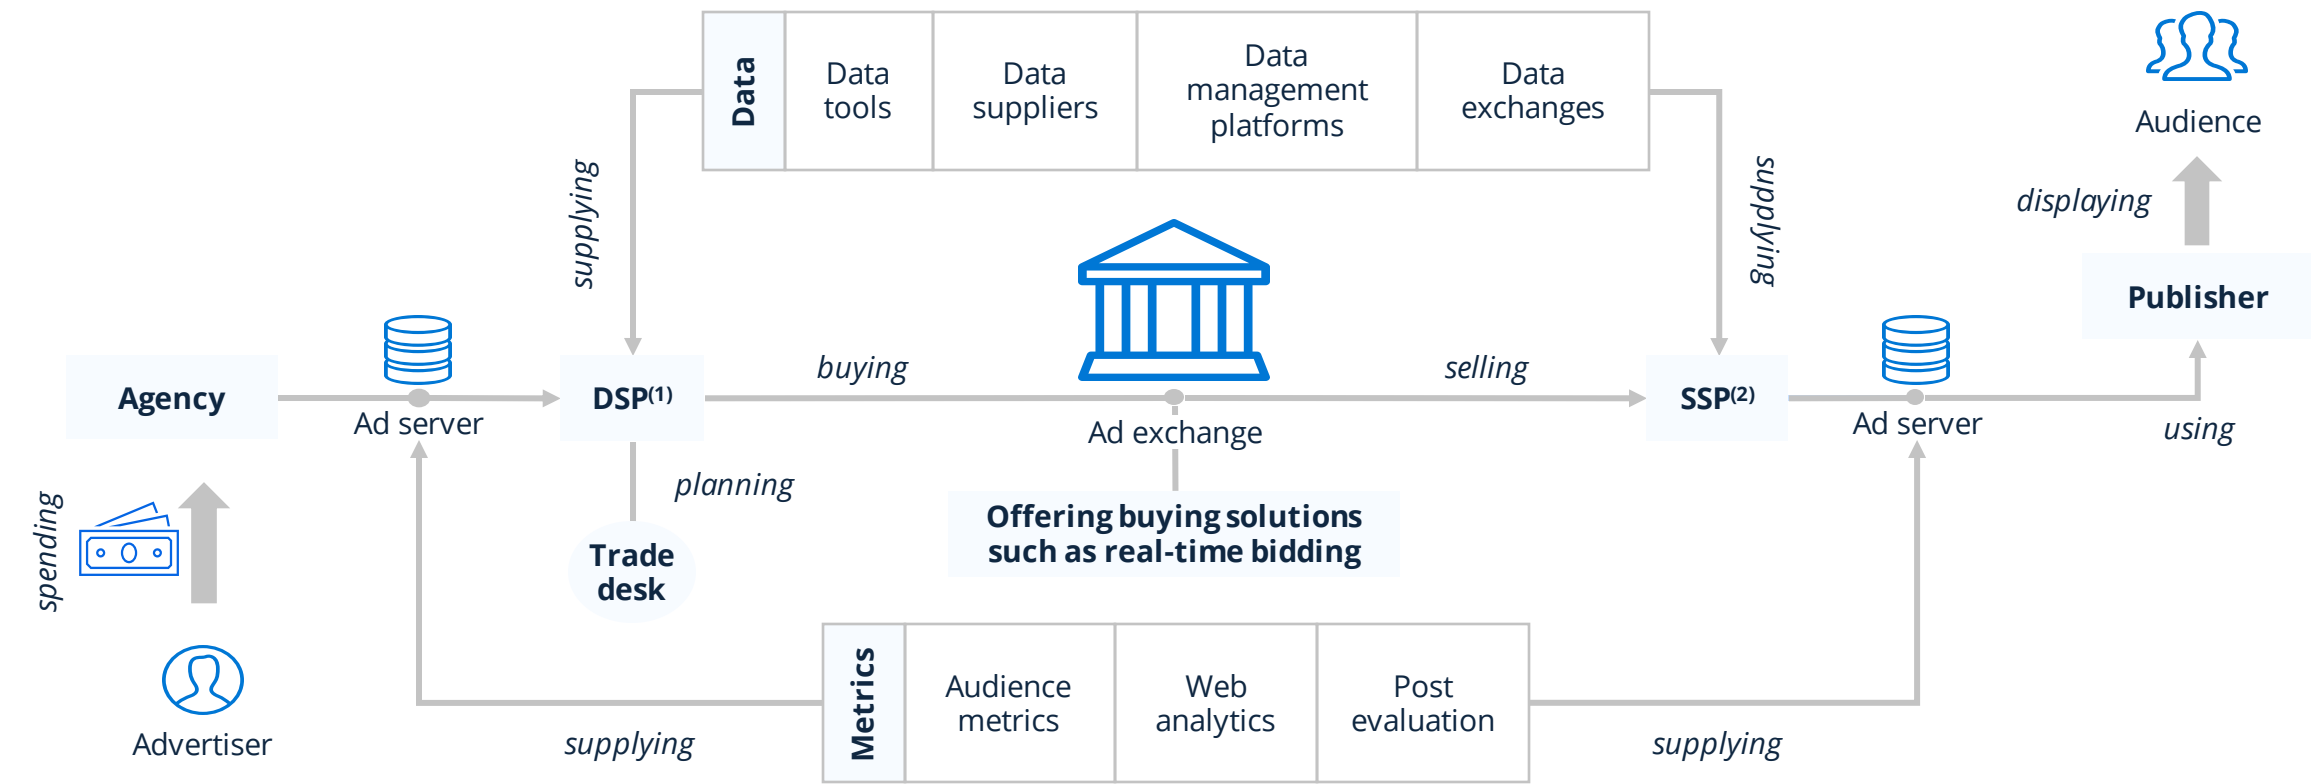 Data
Data
tools
Data
suppliers
Data
management
platforms
Data
exchanges
Audience
supplying
supplying
displaying
Publisher
Agency
Ad server
DSP(1)
buying
selling
Ad exchange
SSP(2)
Ad server
using
planning
spending
Offering buying solutions
such as real-time bidding
Trade
desk
Advertiser
supplying
Metrics
Audience
metrics
Web
analytics
Post
evaluation
supplying